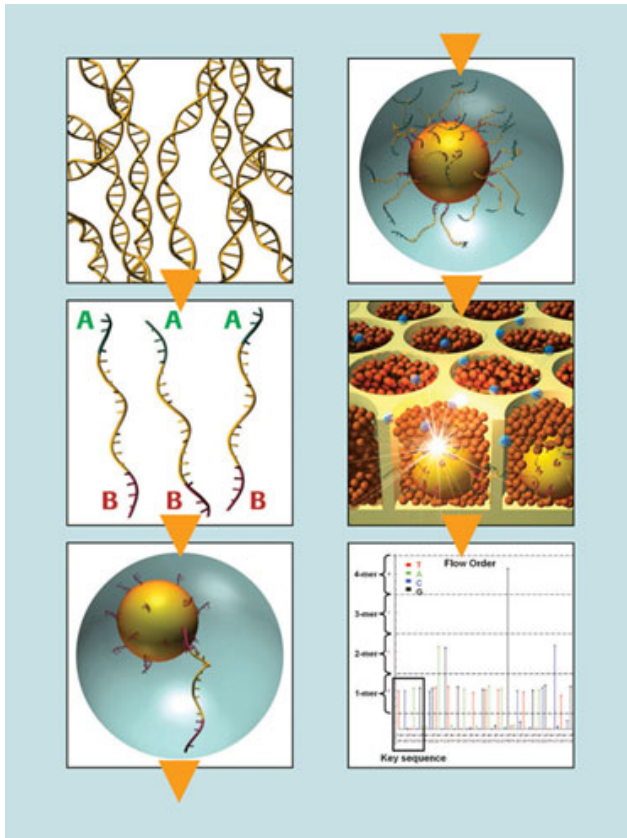 A A A
B B B
Flow Order
T
A
C
G
4-mer
3-mer
2-mer
1-mer
Key sequence